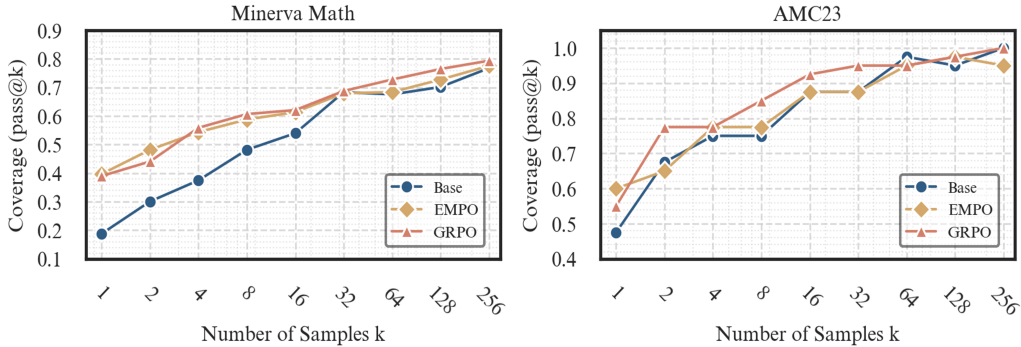 Minerva Math
Coverage (pass@k)
0.9
0.8
0.7
0.6
0.5
0.4
0.3
0.2
0.1
Base
EMPO
GRPO
1 2 4 8 16 32 64 128 256
Number of Samples k
AMC23
Coverage (pass@k)
1.0
0.9
0.8
0.7
0.6
0.5
0.4
Base
EMPO
GRPO
1 2 4 8 16 32 64 128 256
Number of Samples k